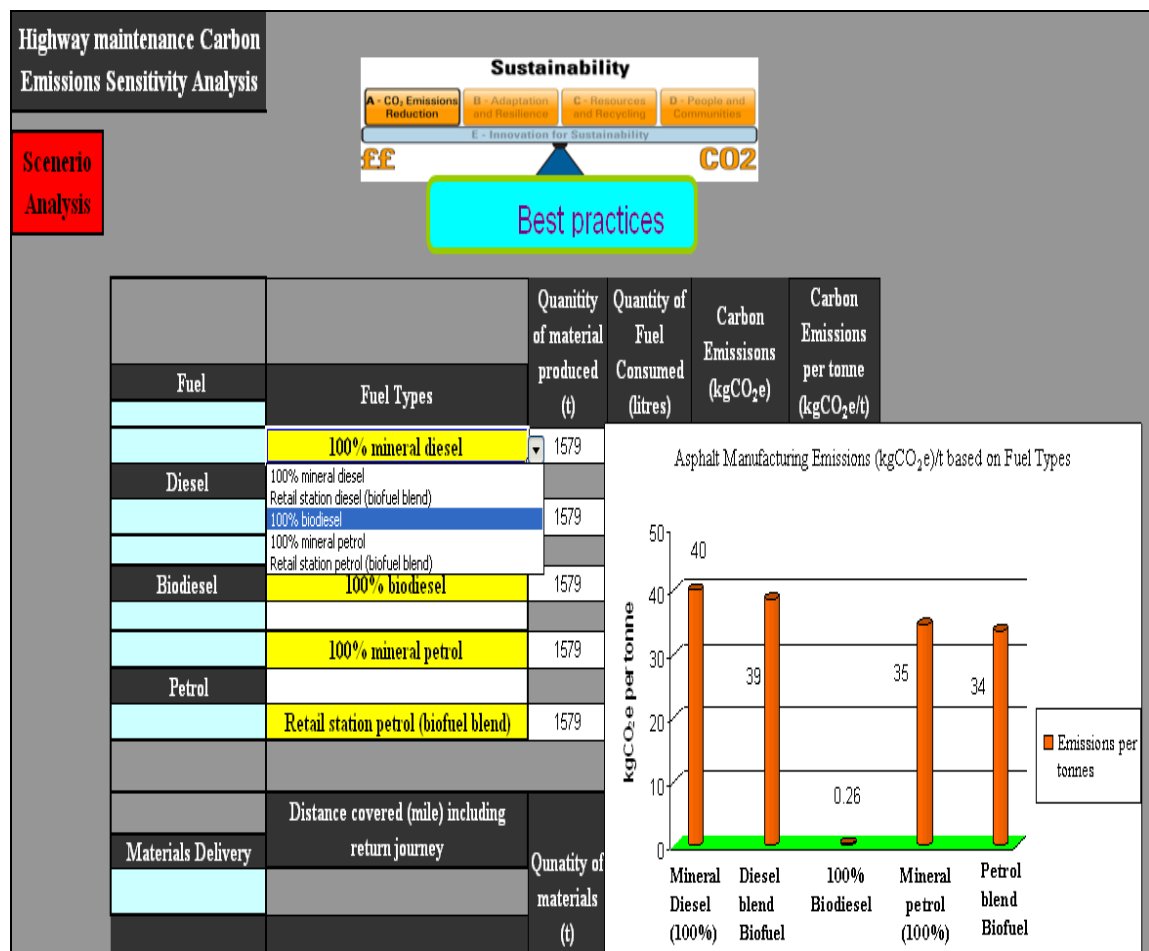 Highway maintenance Carbon
Emissions Sensitivity Analysis
Sustainability
A - CO₂ Emissions
Reduction
B - Adaptation
and Resilience
C - Resources
and Recycling
D - People and
Communities
E - Innovation for Sustainability
££
CO2
Scenerio
Analysis
Best practices
Fuel
Fuel Types
Quanitity
of material
produced
(t)
Quantity of
Fuel
Consumed
(litres)
Carbon
Emissisons
(kgCO₂e)
Carbon
Emissions
per tonne
(kgCO₂e/t)
100% mineral diesel
1579
Diesel
100% mineral diesel
Retail station diesel (biofuel blend)
100% biodiesel
100% mineral petrol
Retail station petrol (biofuel blend)
1579
Biodiesel
100% biodiesel
1579
100% mineral petrol
1579
Petrol
Retail station petrol (biofuel blend)
1579
Materials Delivery
Distance covered (mile) including
return journey
Qunatity of
materials
(t)
Asphalt Manufacturing Emissions (kgCO₂e)/t based on Fuel Types
kgCO₂e per tonne
50
40
30
20
10
0
40
39
0.26
35
34
Mineral
Diesel
(100%)
Diesel
blend
Biofuel
100%
Biodiesel
Mineral
petrol
(100%)
Petrol
blend
Biofuel
Emissions per
tonnes